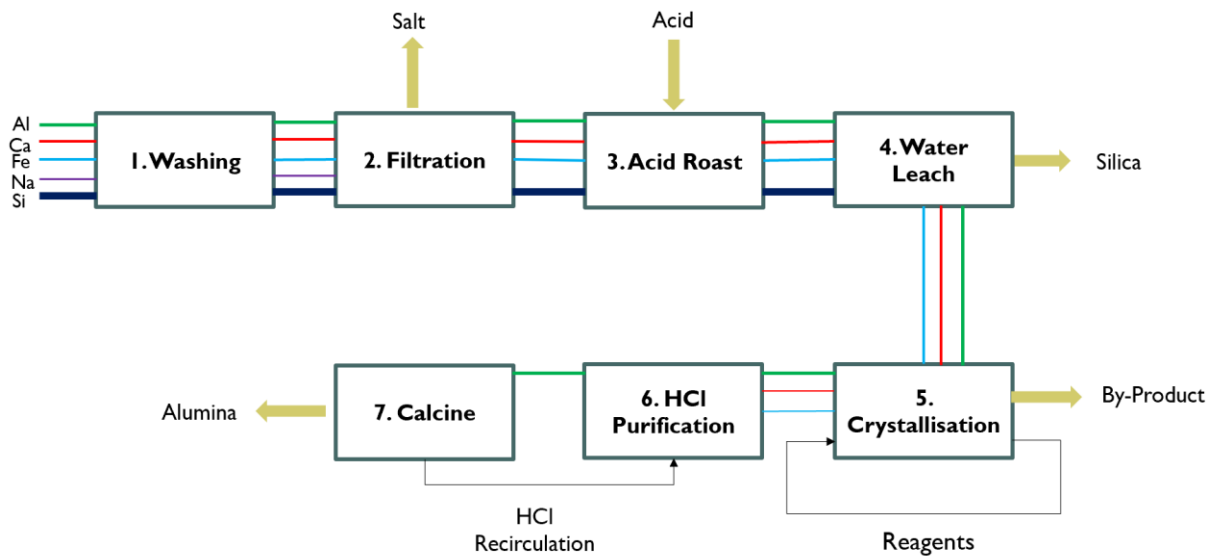 Salt
Acid
Al
Ca
Fe
Na
Si
1. Washing
2. Filtration
3. Acid Roast
4. Water
Leach
Silica
Alumina
7. Calcine
6. HCl
Purification
5.
Crystallisation
By-Product
HCl
Recirculation
Reagents